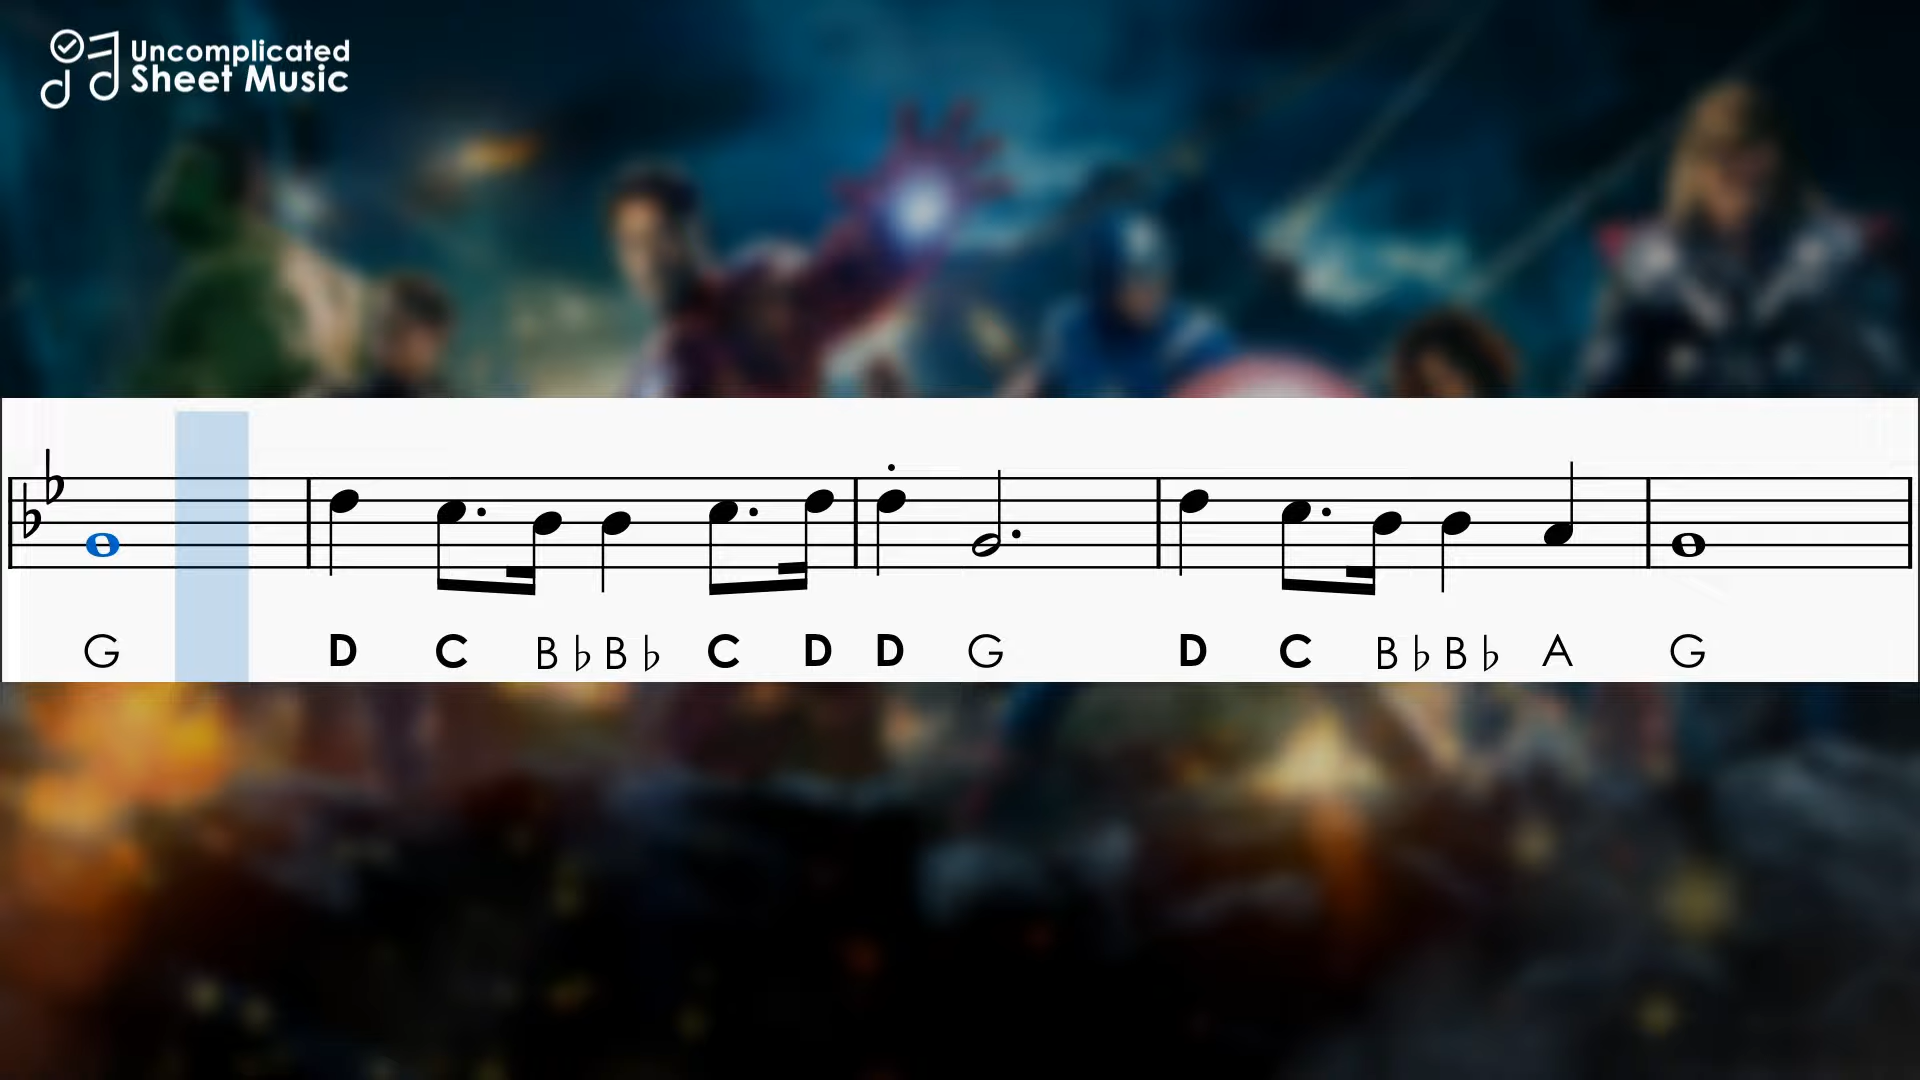 Uncomplicated
Sheet Music
G D C B♭ B♭ C D D G D C B♭ B♭ A G